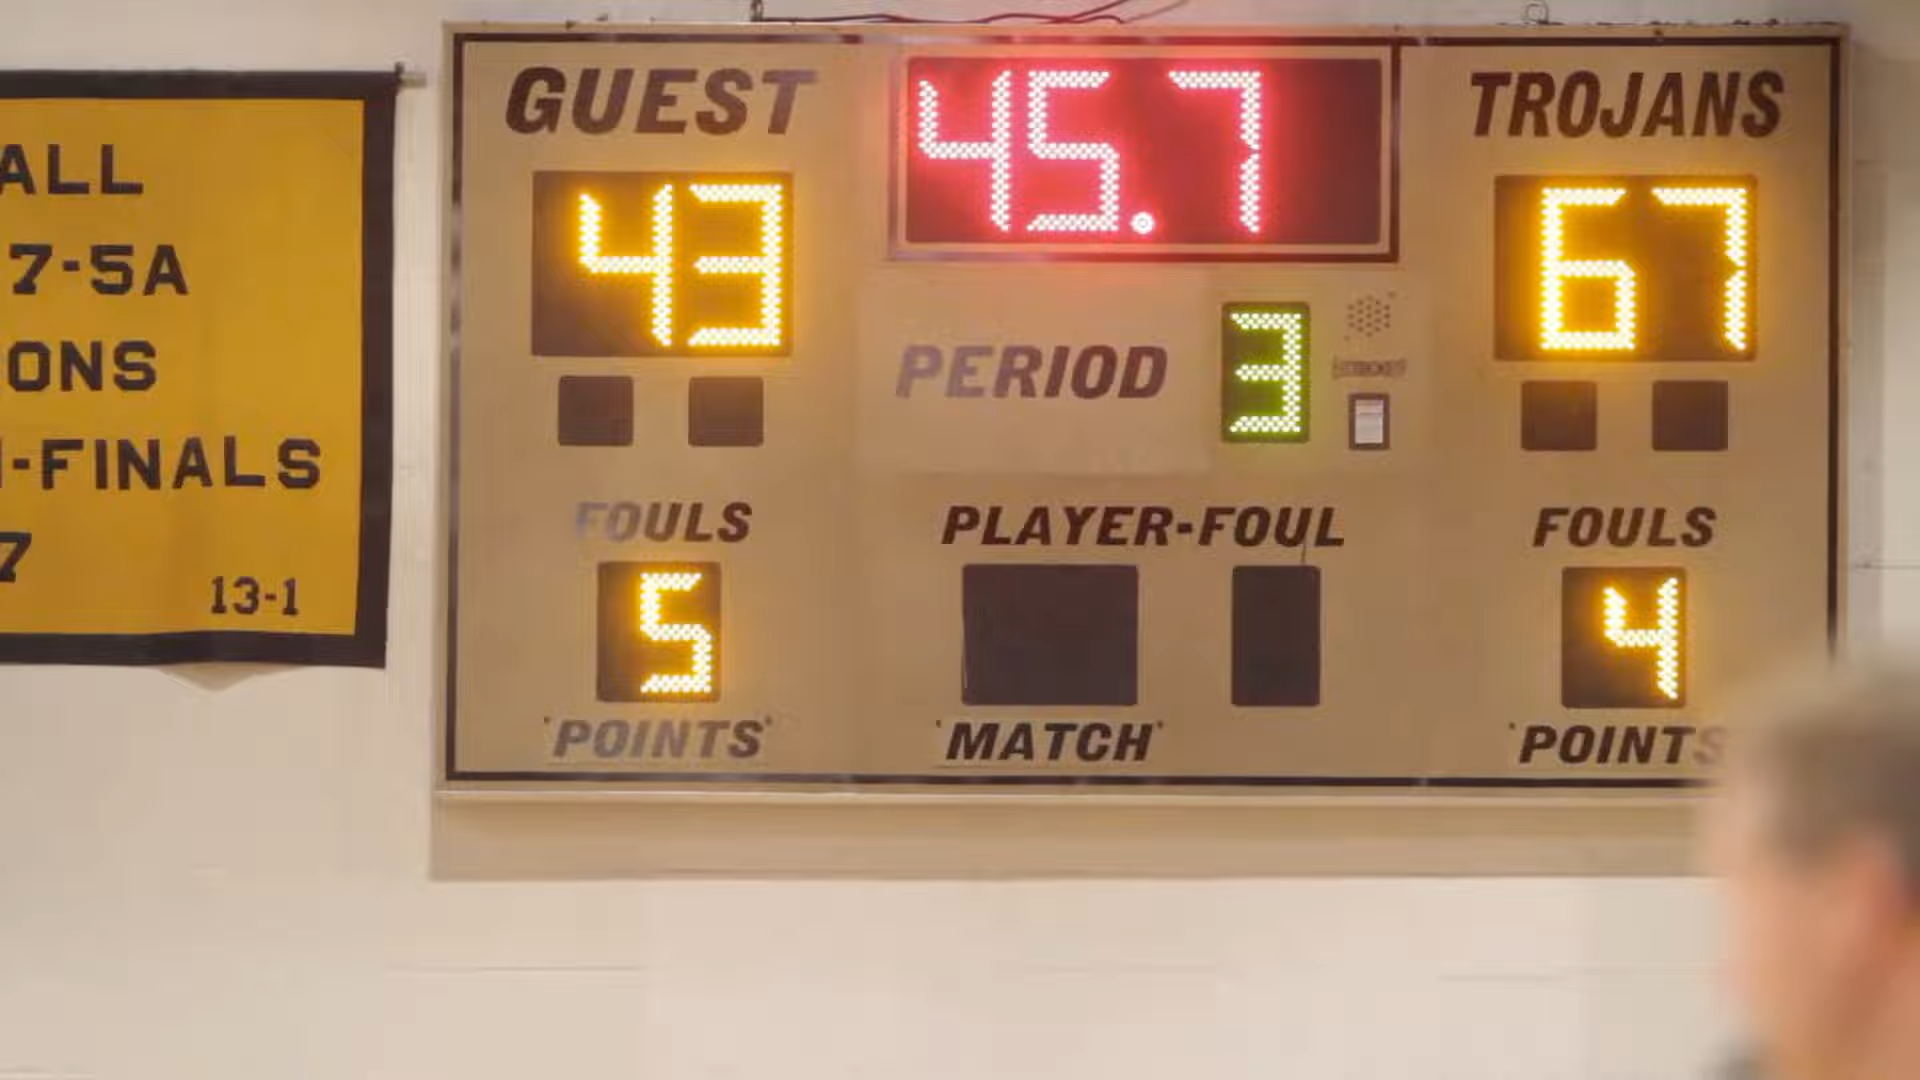 ALL
7-5A
ONS
-FINALS
7
13-1
GUEST
45.7
TROJANS
43
67
PERIOD
3
FOULS
PLAYER-FOUL
FOULS
5
4
'POINTS'
'MATCH'
'POINTS